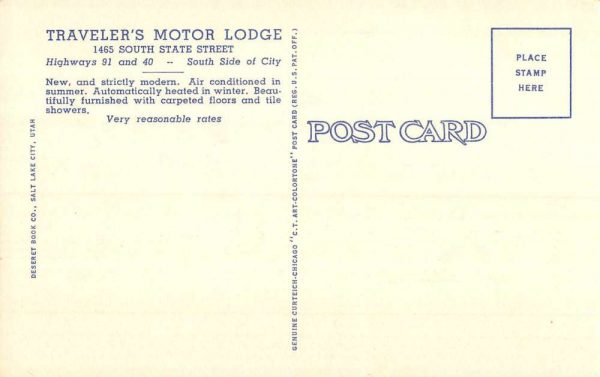 TRAVELER'S MOTOR LODGE
1465 SOUTH STATE STREET
Highways 91 and 40 -- South Side of City
New, and strictly modern. Air conditioned in
summer. Automatically heated in winter. Beau-
tifully furnished with carpeted floors and tile
showers.
Very reasonable rates
DESERET BOOK CO., SALT LAKE CITY, UTAH
GENUINE CURTEICH-CHICAGO "C.T. ART-COLORTONE" POST CARD (REG. U.S. PAT. OFF.)
POST CARD
PLACE
STAMP
HERE